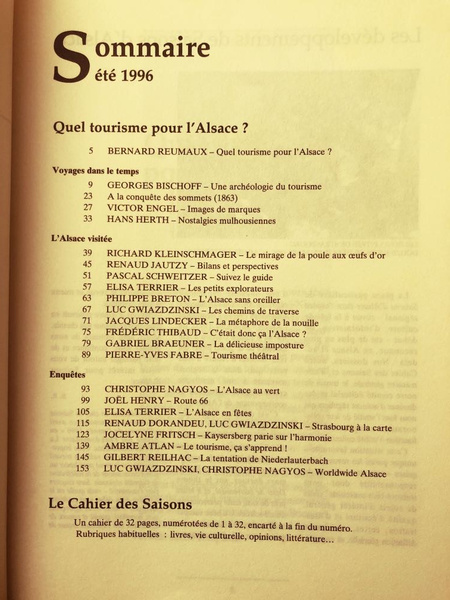 Sommaire
été 1996
Quel tourisme pour l'Alsace ?
5 BERNARD REUMAUX – Quel tourisme pour l'Alsace ?
Voyages dans le temps
9 GEORGES BISCHOFF – Une archéologie du tourisme
23 A la conquête des sommets (1863)
27 VICTOR ENGEL – Images de marques
33 HANS HERTH – Nostalgies mulhousiennes
L'Alsace visitée
39 RICHARD KLEINSCHMAGER – Le mirage de la poule aux œufs d'or
45 RENAUD JAUTZY – Bilans et perspectives
51 PASCAL SCHWEITZER – Suivez le guide
57 ELISA TERRIER – Les petits explorateurs
63 PHILIPPE BRETON – L'Alsace sans oreiller
67 LUC GWIAZDZINSKI – Les chemins de traverse
71 JACQUES LINDECKER – La métaphore de la nouille
75 FRÉDÉRIC THIBAUD – C'était donc ça l'Alsace ?
79 GABRIEL BRAEUNER – La délicieuse imposture
89 PIERRE-YVES FABRE – Tourisme théâtral
Enquêtes
93 CHRISTOPHE NAGYOS – L'Alsace au vert
99 JOËL HENRY – Route 66
105 ELISA TERRIER – L'Alsace en fêtes
115 RENAUD DORANDEU, LUC GWIAZDZINSKI – Strasbourg à la carte
123 JOCELYNE FRITSCH – Kaysersberg parie sur l'harmonie
139 AMBRE ATLAN – Le tourisme, ça s'apprend !
145 GILBERT REILHAC – La tentation de Niederlauterbach
153 LUC GWIAZDZINSKI, CHRISTOPHE NAGYOS – Worldwide Alsace
Le Cahier des Saisons
Un cahier de 32 pages, numérotées de 1 à 32, encarté à la fin du numéro.
Rubriques habituelles : livres, vie culturelle, opinions, littérature…